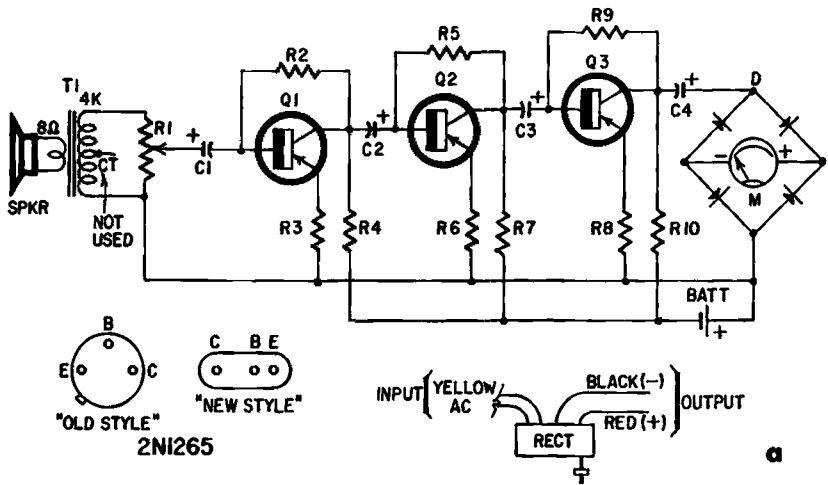 R9
R5
R2
Q3
Q2
Q1
T1
4K
D
8Ω
R1
+
C1
+
C2
+
C3
+
C4
CT
- +
M
SPKR
NOT
USED
R3
R4
R6
R7
R8
R10
BATT
+
B
E C
"OLD STYLE"
C B E
"NEW STYLE"
2N1265
INPUT
YELLOW
AC
BLACK (-)
RED (+)
OUTPUT
RECT
a